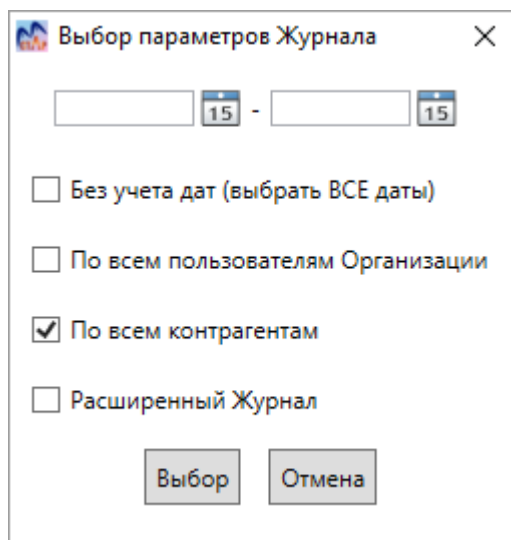 Выбор параметров Журнала
15 - 15
Без учета дат (выбрать ВСЕ даты)
По всем пользователям Организации
По всем контрагентам
Расширенный Журнал
Выбор Отмена